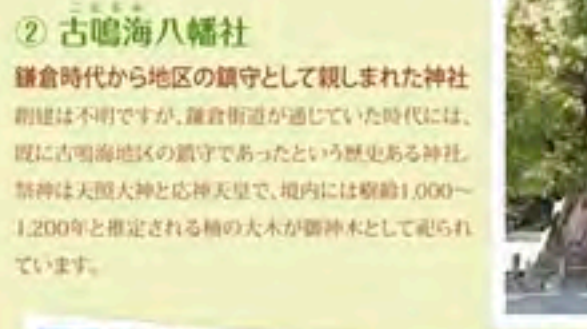 こなるみ
② 古鳴海八幡社
鎌倉時代から地区の鎮守として親しまれた神社
創建は不明ですが、鎌倉街道が通じていた時代には、
既に古鳴海地区の鎮守であったという歴史ある神社。
祭神は天照大神と応神天皇で、境内には樹齢1,000〜
1,200年と推定される楠の大木が御神木として祀られ
ています。